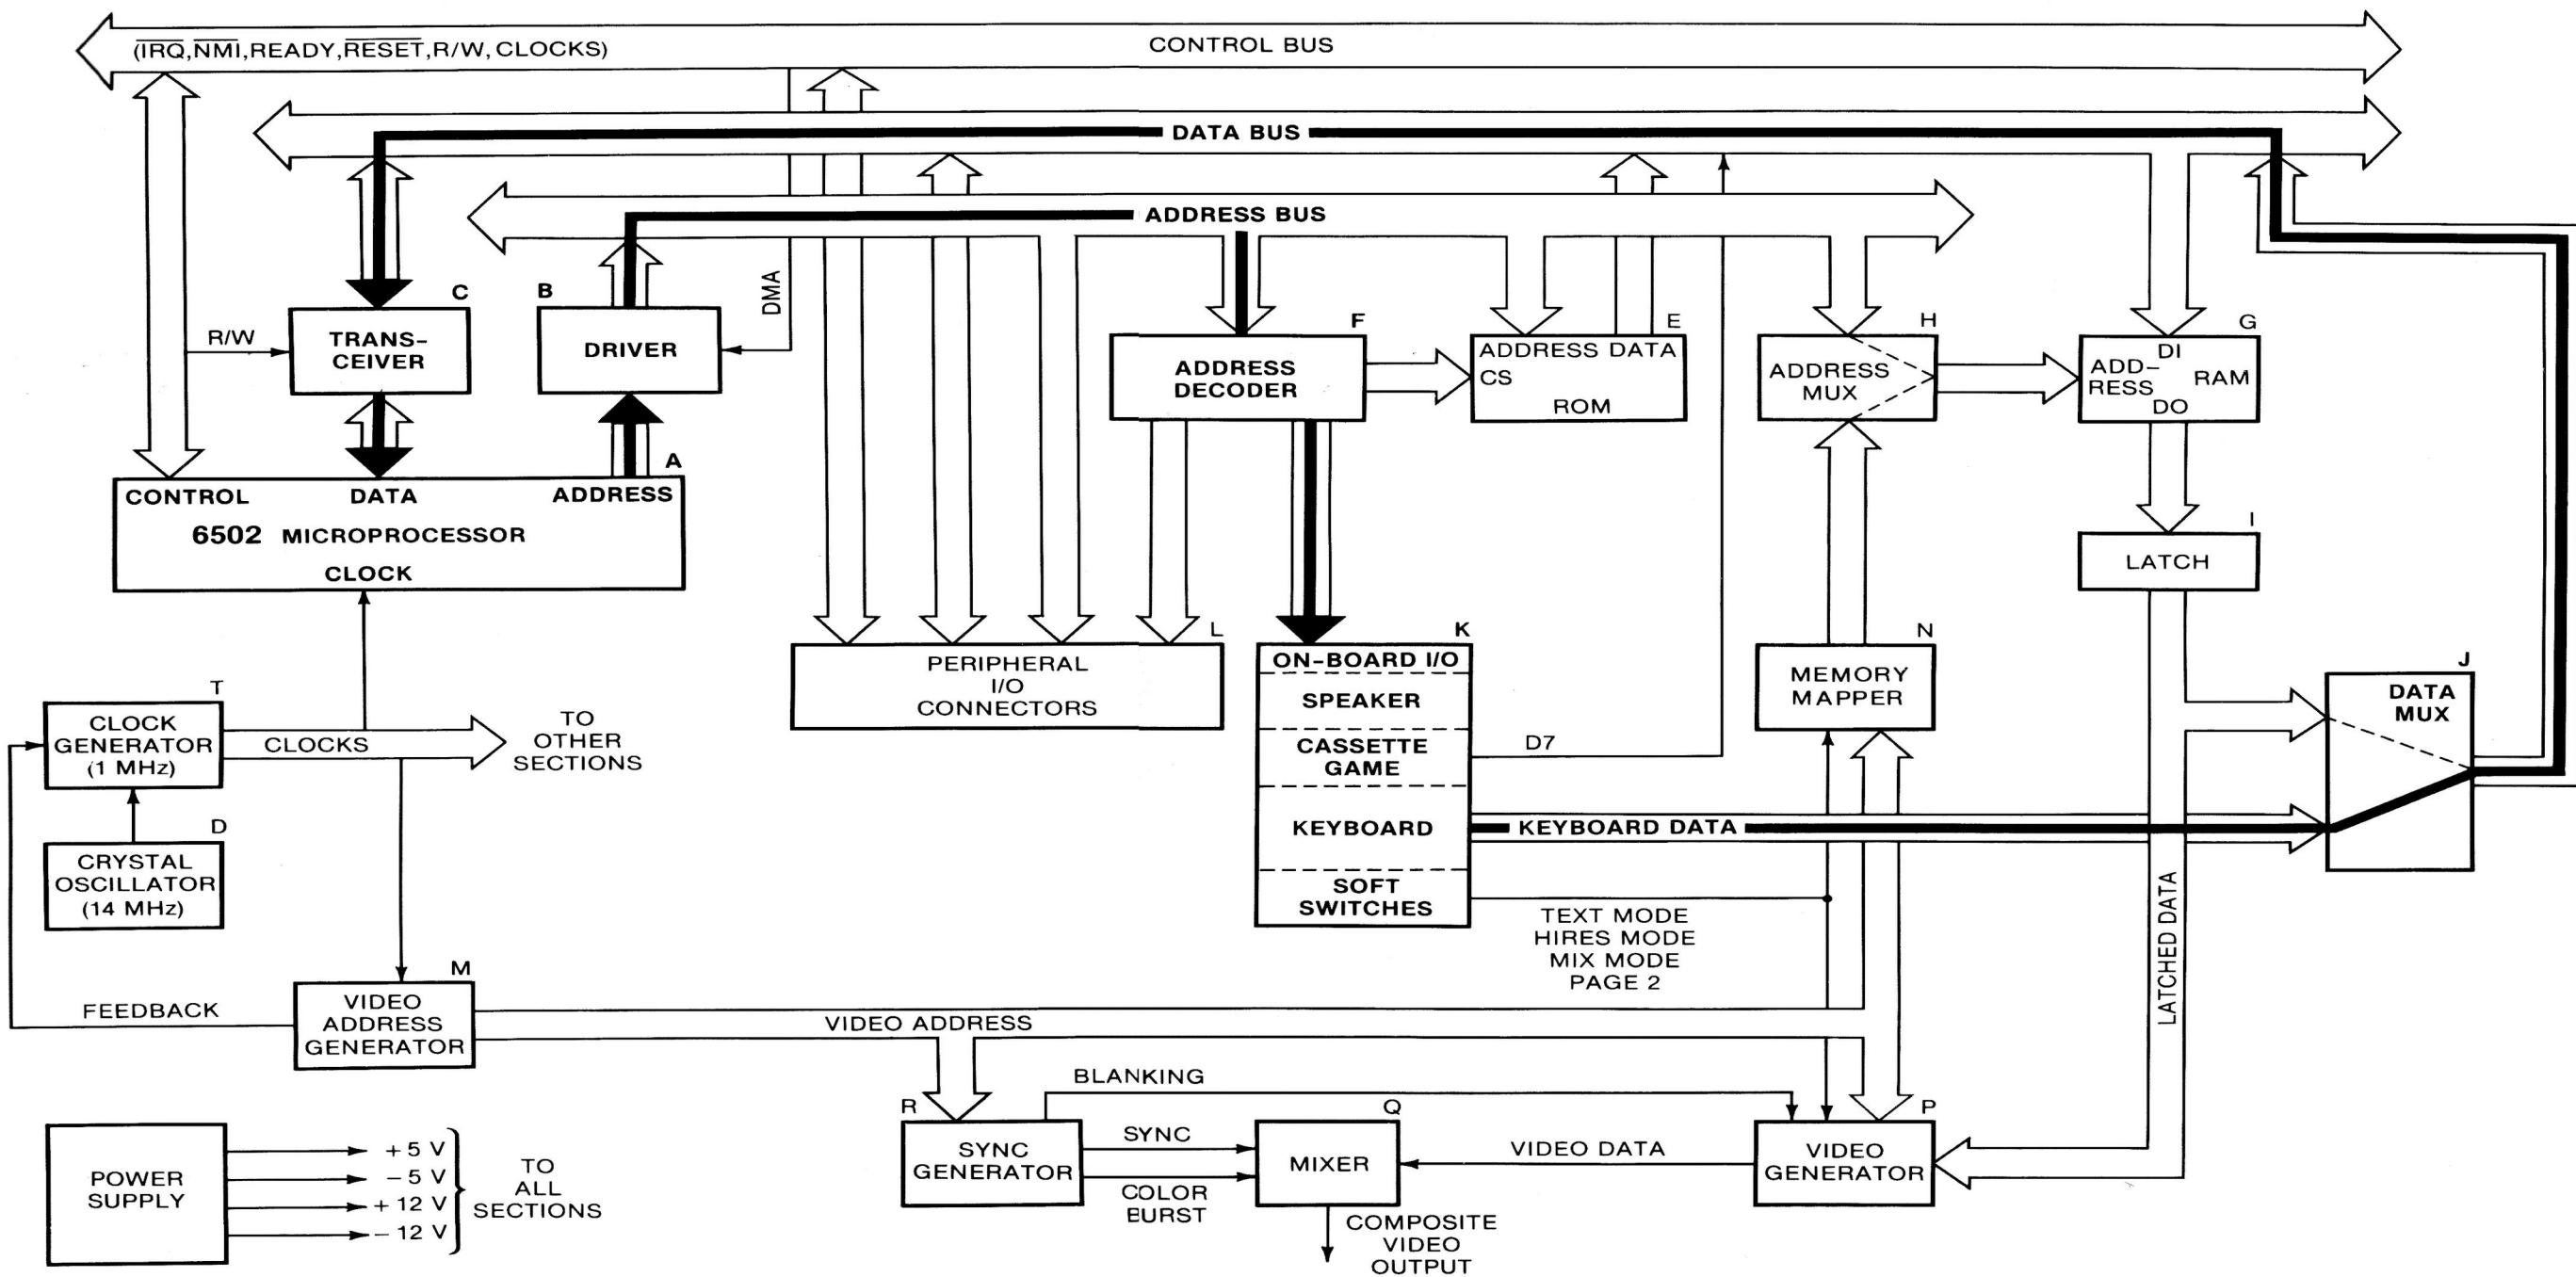 (IRQ,NMI,READY,RESET,R/W,CLOCKS)
CONTROL BUS
DATA BUS
ADDRESS BUS
DMA
R/W
C
TRANS-
CEIVER
B
DRIVER
A
CONTROL DATA ADDRESS
6502 MICROPROCESSOR
CLOCK
F
ADDRESS
DECODER
E
ADDRESS DATA
CS
ROM
H
ADDRESS
MUX
G
DI
ADD-
RESS
RAM
DO
I
LATCH
L
PERIPHERAL
I/O
CONNECTORS
K
ON-BOARD I/O
SPEAKER
CASSETTE
GAME
KEYBOARD
SOFT
SWITCHES
D7
KEYBOARD DATA
TEXT MODE
HIRES MODE
MIX MODE
PAGE 2
N
MEMORY
MAPPER
J
DATA
MUX
LATCHED DATA
T
CLOCK
GENERATOR
(1 MHz)
CLOCKS
TO
OTHER
SECTIONS
D
CRYSTAL
OSCILLATOR
(14 MHz)
FEEDBACK
M
VIDEO
ADDRESS
GENERATOR
VIDEO ADDRESS
BLANKING
R
SYNC
GENERATOR
SYNC
COLOR
BURST
Q
MIXER
VIDEO DATA
P
VIDEO
GENERATOR
COMPOSITE
VIDEO
OUTPUT
POWER
SUPPLY
+5 V
-5 V
+12 V
-12 V
TO
ALL
SECTIONS